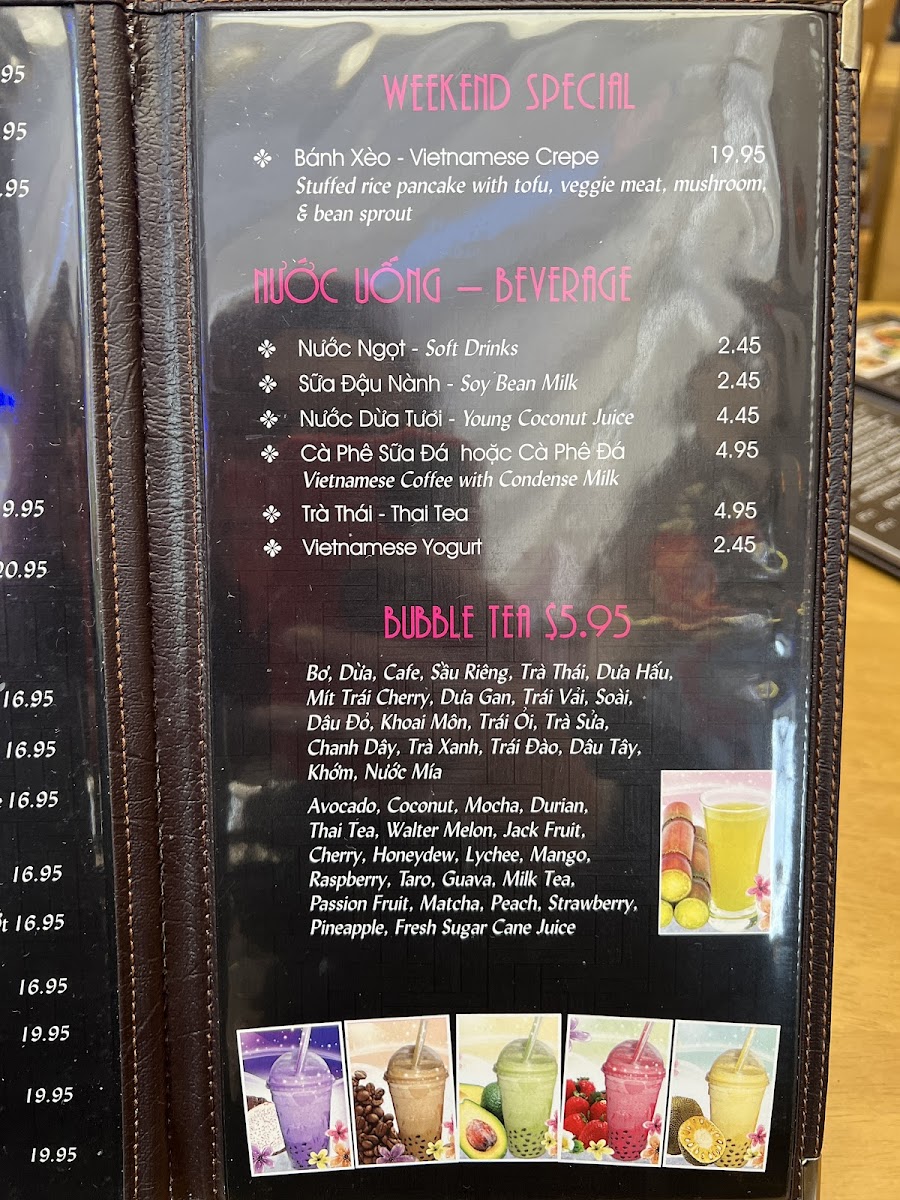 95
.95
.95
9.95
20.95
16.95
16.95
16.95
16.95
16.95
16.95
19.95
19.95
19.95
WEEKEND SPECIAL
Bánh Xèo - Vietnamese Crepe 19.95
Stuffed rice pancake with tofu, veggie meat, mushroom,
& bean sprout
NƯỚC UỐNG – BEVERAGE
Nước Ngọt - Soft Drinks 2.45
Sữa Đậu Nành - Soy Bean Milk 2.45
Nước Dừa Tươi - Young Coconut Juice 4.45
Cà Phê Sữa Đá hoặc Cà Phê Đá 4.95
Vietnamese Coffee with Condense Milk
Trà Thái - Thai Tea 4.95
Vietnamese Yogurt 2.45
BUBBLE TEA $5.95
Bơ, Dừa, Cafe, Sầu Riêng, Trà Thái, Dưa Hấu,
Mít Trái Cherry, Dưa Gan, Trái Vải, Soài,
Dâu Đỏ, Khoai Môn, Trái Ổi, Trà Sửa,
Chanh Dây, Trà Xanh, Trái Đào, Dâu Tây,
Khớm, Nước Mía
Avocado, Coconut, Mocha, Durian,
Thai Tea, Walter Melon, Jack Fruit,
Cherry, Honeydew, Lychee, Mango,
Raspberry, Taro, Guava, Milk Tea,
Passion Fruit, Matcha, Peach, Strawberry,
Pineapple, Fresh Sugar Cane Juice